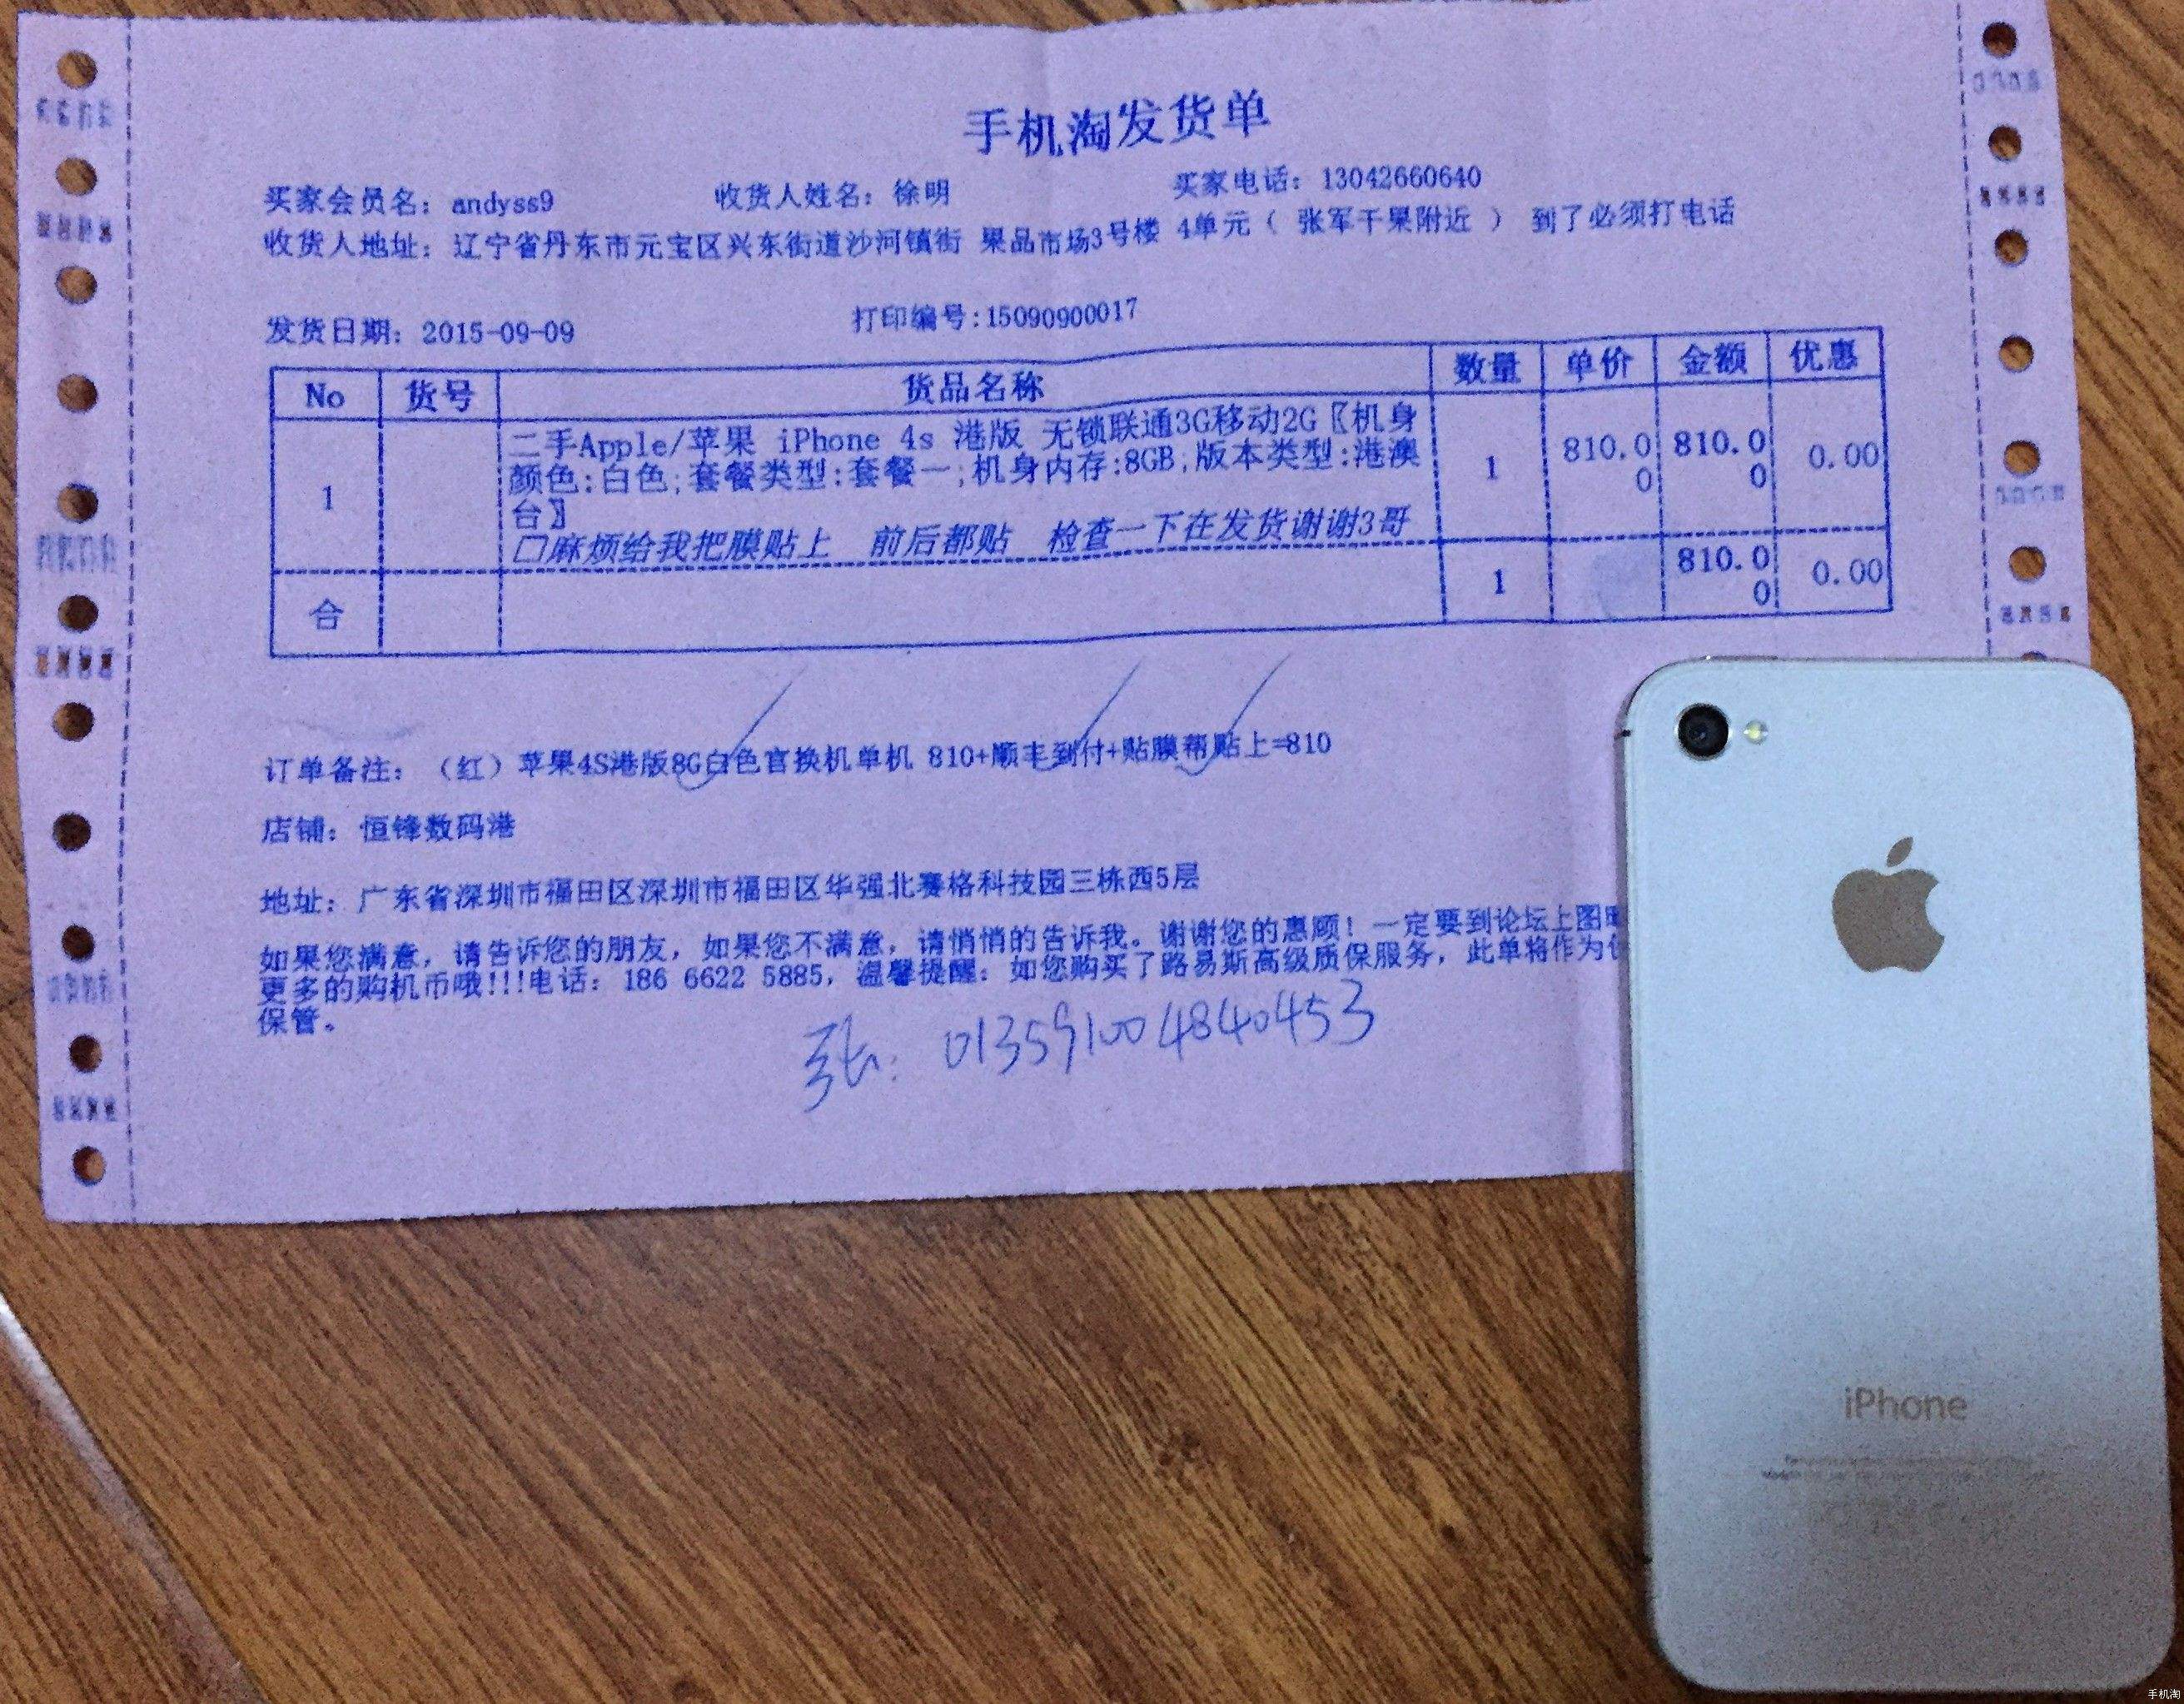 手机淘发货单
买家会员名：andyss9 收货人姓名：徐明 买家电话：13042660640
收货人地址：辽宁省丹东市元宝区兴东街道沙河镇街 果品市场3号楼 4单元（ 张军干果附近 ） 到了必须打电话
发货日期：2015-09-09 打印编号:15090900017
No 货号 货品名称 数量 单价 金额 优惠
1 二手Apple/苹果 iPhone 4s 港版 无锁联通3G移动2G〖机身
颜色:白色;套餐类型:套餐一;机身内存:8GB;版本类型:港澳
台〗
□麻烦给我把膜贴上 前后都贴 检查一下在发货谢谢3哥
1 810.00 810.00 0.00
合 1 810.00 0.00
订单备注：（红）苹果4S港版8G白色官换机单机 810+顺丰到付+贴膜帮贴上=810
店铺：恒锋数码港
地址：广东省深圳市福田区深圳市福田区华强北赛格科技园三栋西5层
如果您满意，请告诉您的朋友，如果您不满意，请悄悄的告诉我。谢谢您的惠顾！一定要到论坛上图
更多的购机币哦!!!电话：186 6622 5885，温馨提醒：如您购买了路易斯高级质保服务，此单将作为
保管。
张：013591004840453
iPhone
手机淘